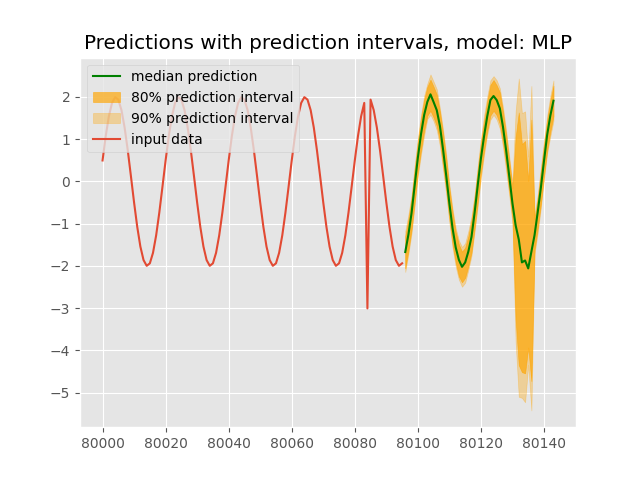 Predictions with prediction intervals, model: MLP
median prediction
80% prediction interval
90% prediction interval
input data
2
1
0
−1
−2
−3
−4
−5
80000 80020 80040 80060 80080 80100 80120 80140